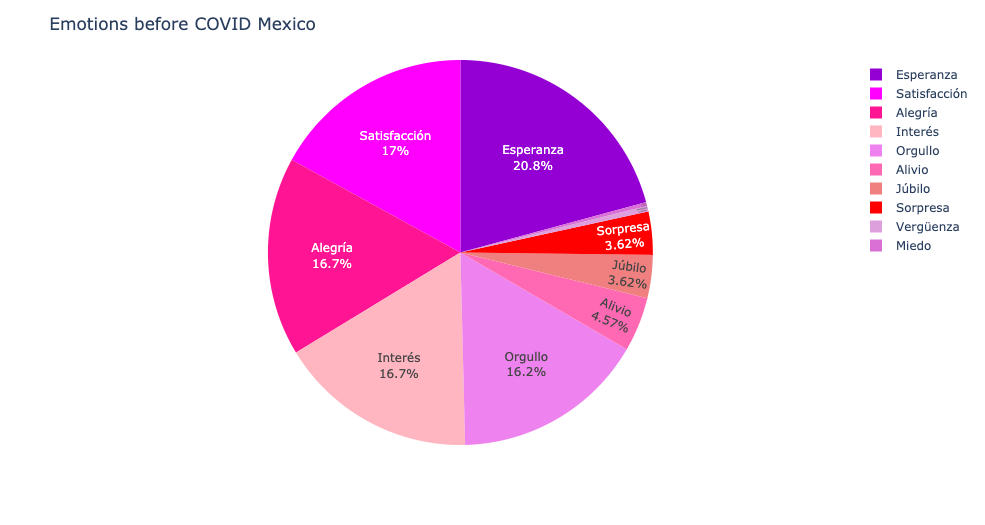 Emotions before COVID Mexico
Satisfacción
17%
Esperanza
20.8%
Sorpresa
3.62%
Alegría
16.7%
Júbilo
3.62%
Alivio
4.57%
Interés
16.7%
Orgullo
16.2%
Esperanza
Satisfacción
Alegría
Interés
Orgullo
Alivio
Júbilo
Sorpresa
Vergüenza
Miedo